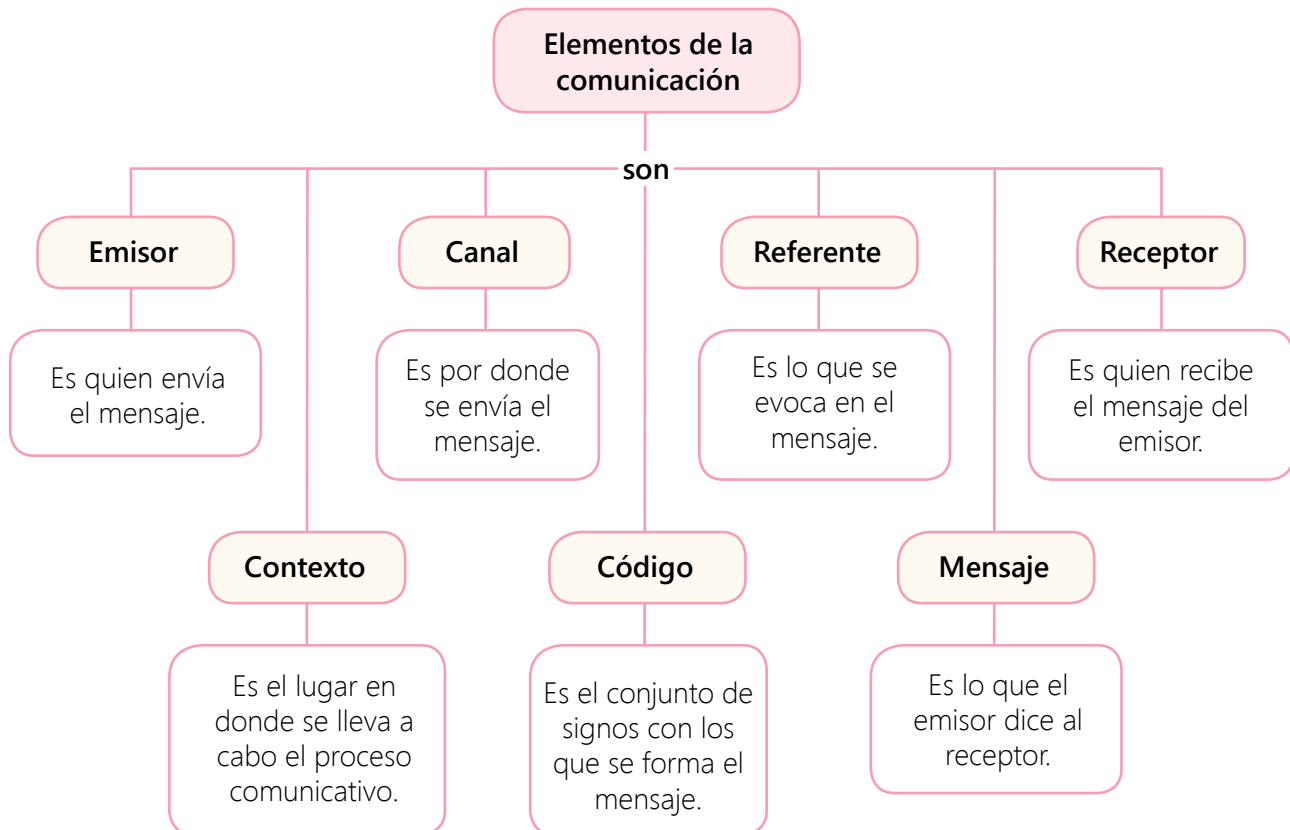 Elementos de la
comunicación
son
Emisor
Es quien envía
el mensaje.
Canal
Es por donde
se envía el
mensaje.
Referente
Es lo que se
evoca en el
mensaje.
Receptor
Es quien recibe
el mensaje del
emisor.
Contexto
Es el lugar en
donde se lleva a
cabo el proceso
comunicativo.
Código
Es el conjunto de
signos con los
que se forma el
mensaje.
Mensaje
Es lo que el
emisor dice al
receptor.